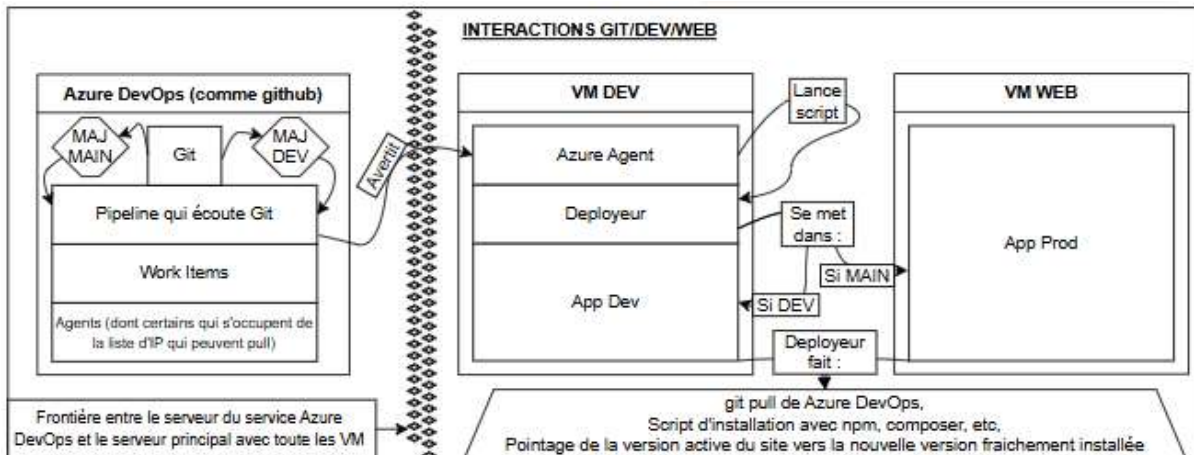 INTERACTIONS GIT/DEV/WEB
Azure DevOps (comme github)
MAJ
MAIN
Git
MAJ
DEV
Pipeline qui écoute Git
Work Items
Agents (dont certains qui s'occupent de
la liste d'IP qui peuvent pull)
Avertit
VM DEV
Azure Agent
Deployeur
App Dev
Lance
script
Se met
dans :
Si MAIN
Si DEV
VM WEB
App Prod
Deployeur
fait :
Frontière entre le serveur du service Azure
DevOps et le serveur principal avec toute les VM
git pull de Azure DevOps,
Script d'installation avec npm, composer, etc,
Pointage de la version active du site vers la nouvelle version fraichement installée